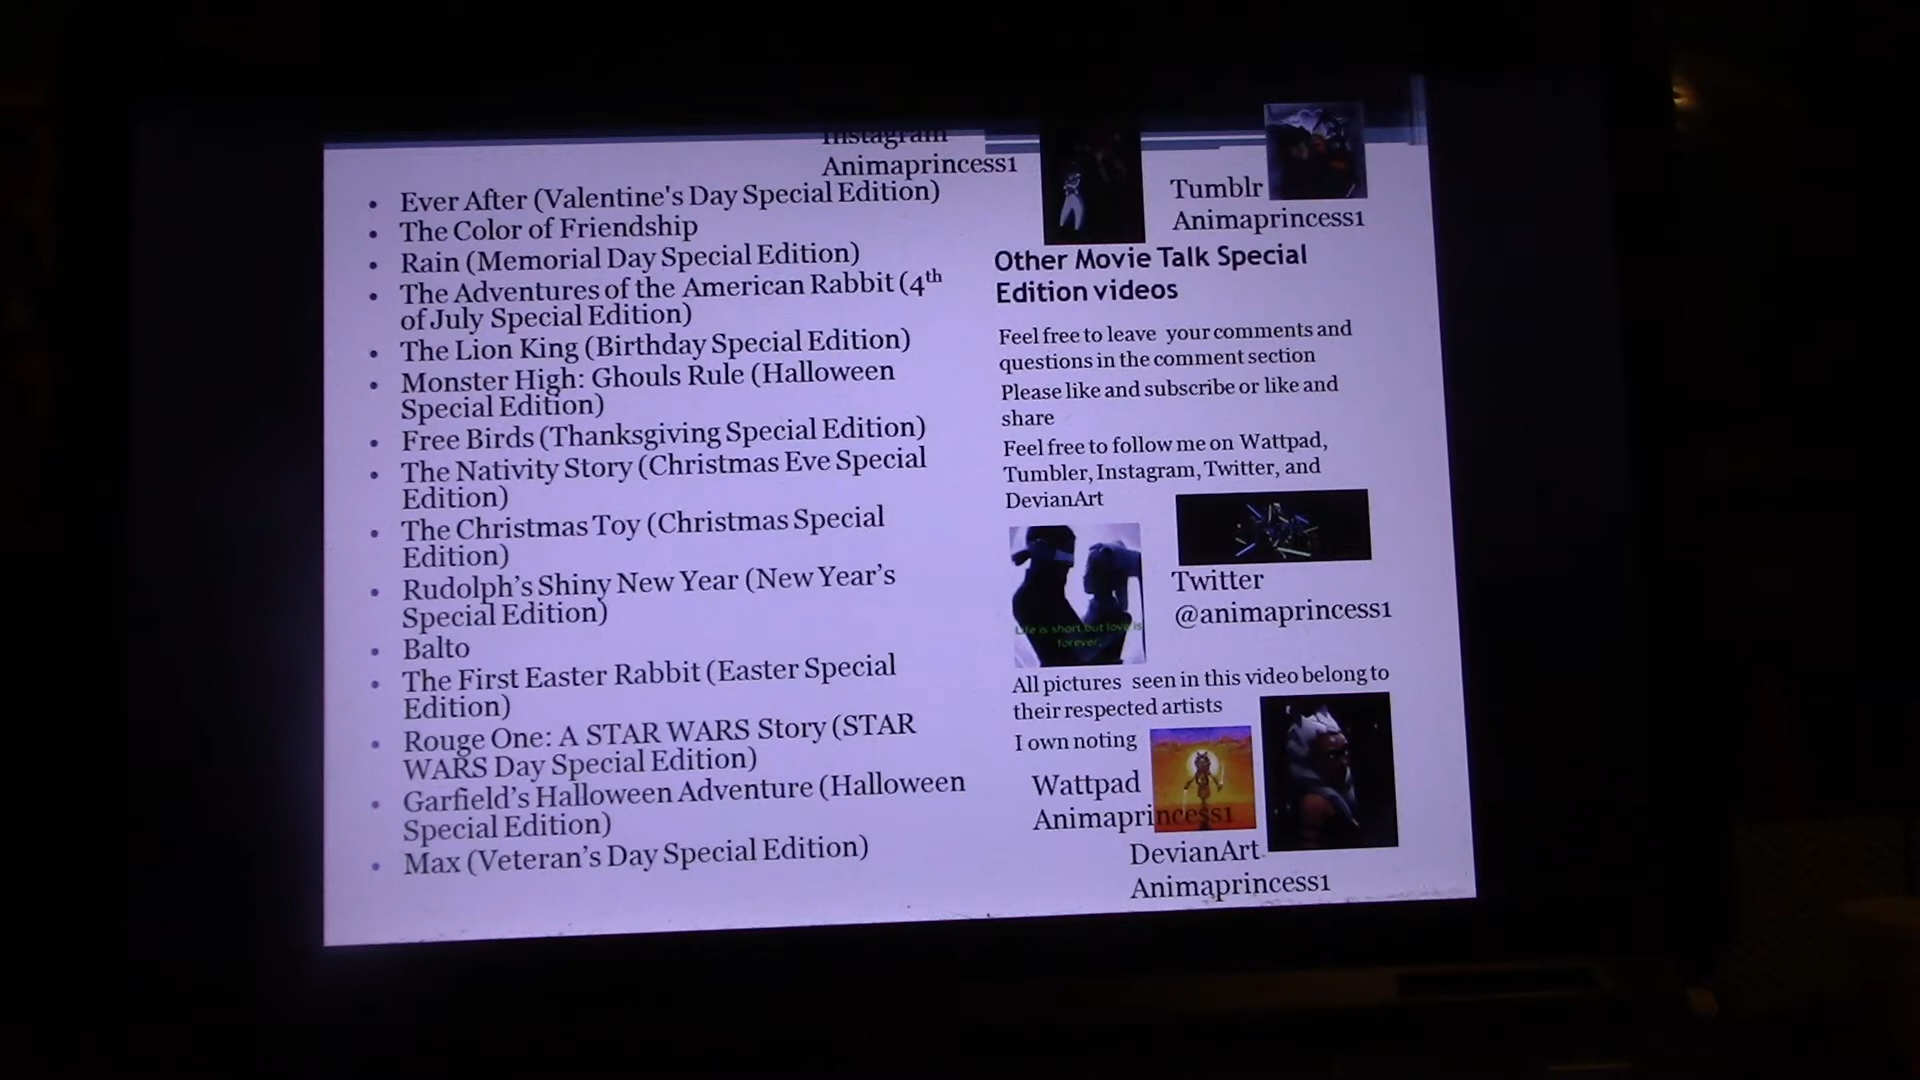 Instagram
Animaprincess1
• Ever After (Valentine's Day Special Edition)
• The Color of Friendship
• Rain (Memorial Day Special Edition)
• The Adventures of the American Rabbit (4th
of July Special Edition)
• The Lion King (Birthday Special Edition)
• Monster High: Ghouls Rule (Halloween
Special Edition)
• Free Birds (Thanksgiving Special Edition)
• The Nativity Story (Christmas Eve Special
Edition)
• The Christmas Toy (Christmas Special
Edition)
• Rudolph's Shiny New Year (New Year's
Special Edition)
• Balto
• The First Easter Rabbit (Easter Special
Edition)
• Rouge One: A STAR WARS Story (STAR
WARS Day Special Edition)
• Garfield's Halloween Adventure (Halloween
Special Edition)
• Max (Veteran's Day Special Edition)
Tumblr
Animaprincess1
Other Movie Talk Special
Edition videos
Feel free to leave your comments and
questions in the comment section
Please like and subscribe or like and
share
Feel free to follow me on Wattpad,
Tumbler, Instagram, Twitter, and
DevianArt
Life is short but love is
forever.
Twitter
@animaprincess1
All pictures seen in this video belong to
their respected artists
I own noting
Wattpad
Animaprincess1
DevianArt
Animaprincess1